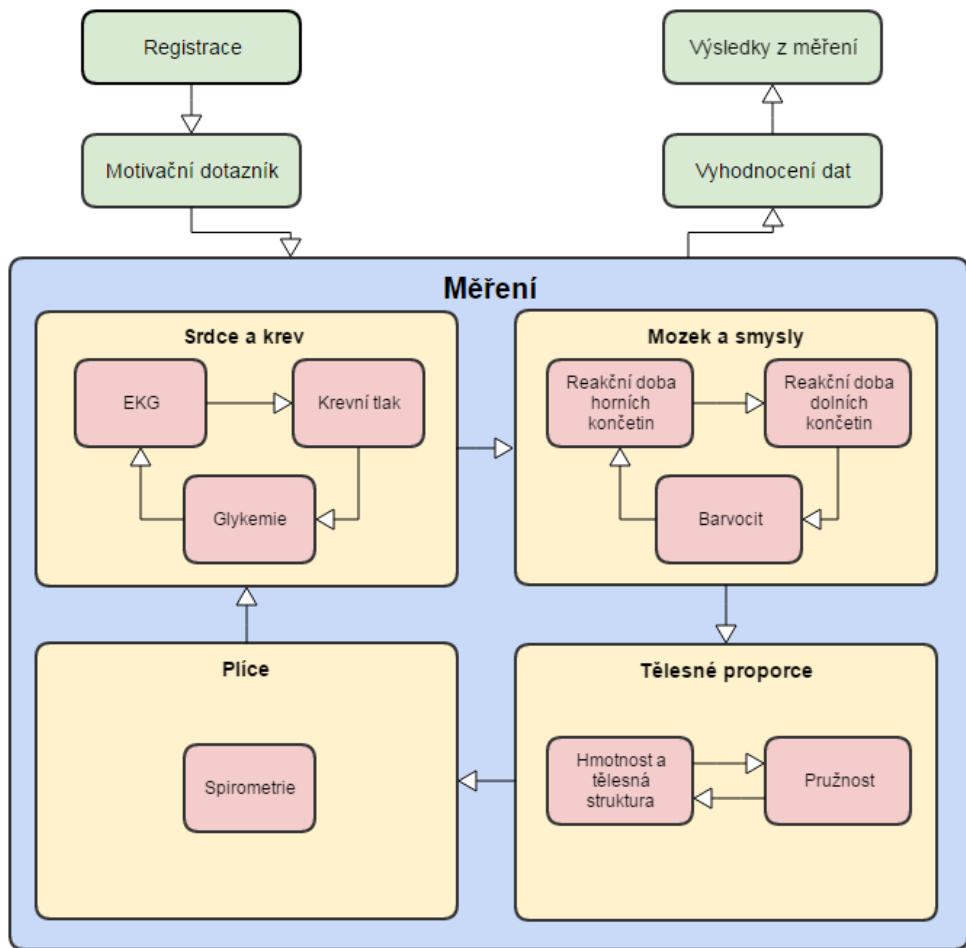 Registrace
Výsledky z měření
Motivační dotazník
Vyhodnocení dat
Měření
Srdce a krev
EKG
Krevní tlak
Glykemie
Mozek a smysly
Reakční doba
horních
končetin
Reakční doba
dolních
končetin
Barvocit
Plíce
Spirometrie
Tělesné proporce
Hmotnost a
tělesná
struktura
Pružnost